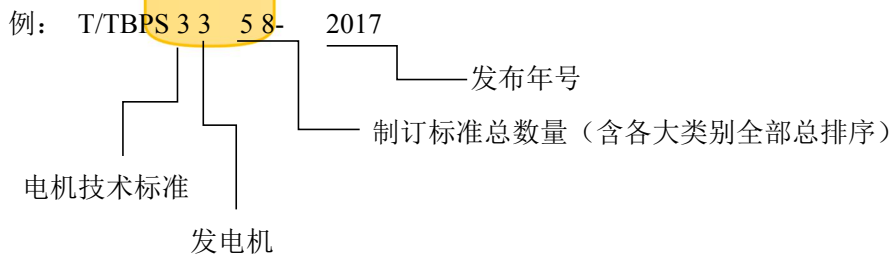 例： T/TBPS 3 3 5 8- 2017
发布年号
制订标准总数量（含各大类别全部总排序）
电机技术标准
发电机